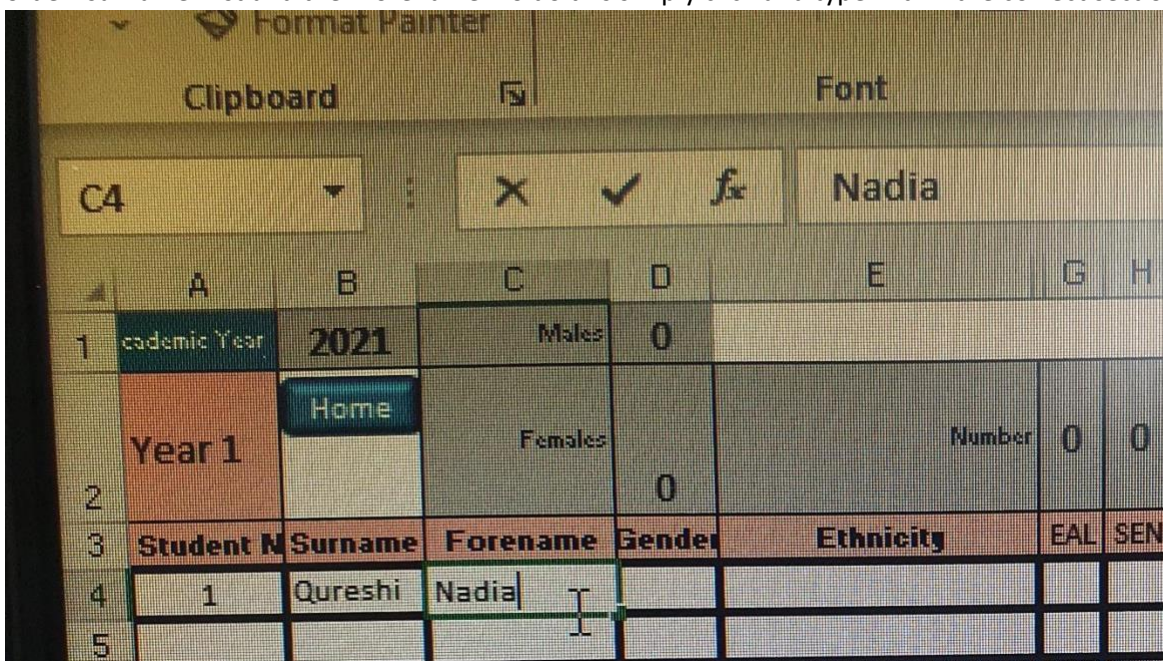 Format Painter
Clipboard Font
C4 fx Nadia
A B C D E G H
1 cademic Year 2021 Males 0
Home
Year 1 Females Number 0 0
2 0
3 Student N Surname Forename Gender Ethnicity EAL SEN
4 1 Qureshi Nadia
5